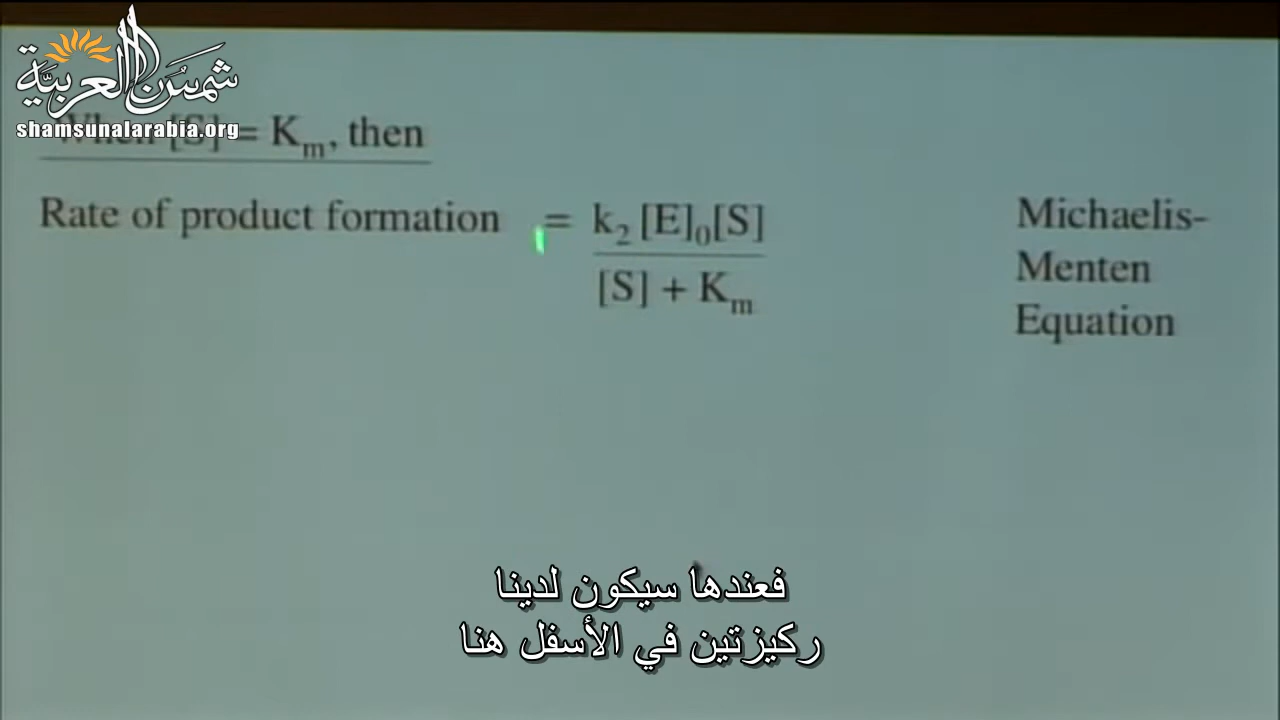 شمس العربية
shamsunalarabia.org
When [S] = Kₘ, then
Rate of product formation = k₂ [E]₀[S]
[S] + Kₘ
Michaelis-
Menten
Equation
فعندها سيكون لدينا
ركيزتين في الأسفل هنا